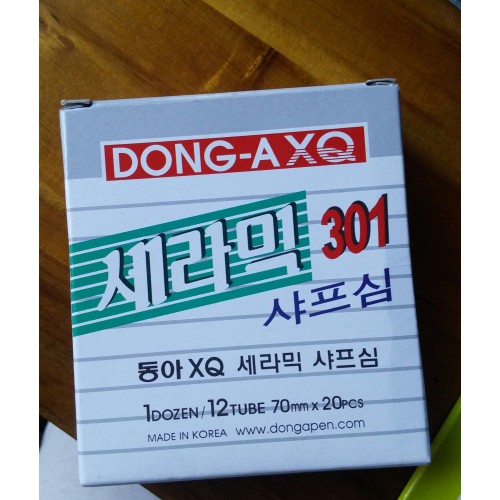 DONG-A XQ
세라믹 301
샤프심
동아 XQ 세라믹 샤프심
1DOZEN / 12TUBE 70mm x 20PCS
MADE IN KOREA www.dongapen.com